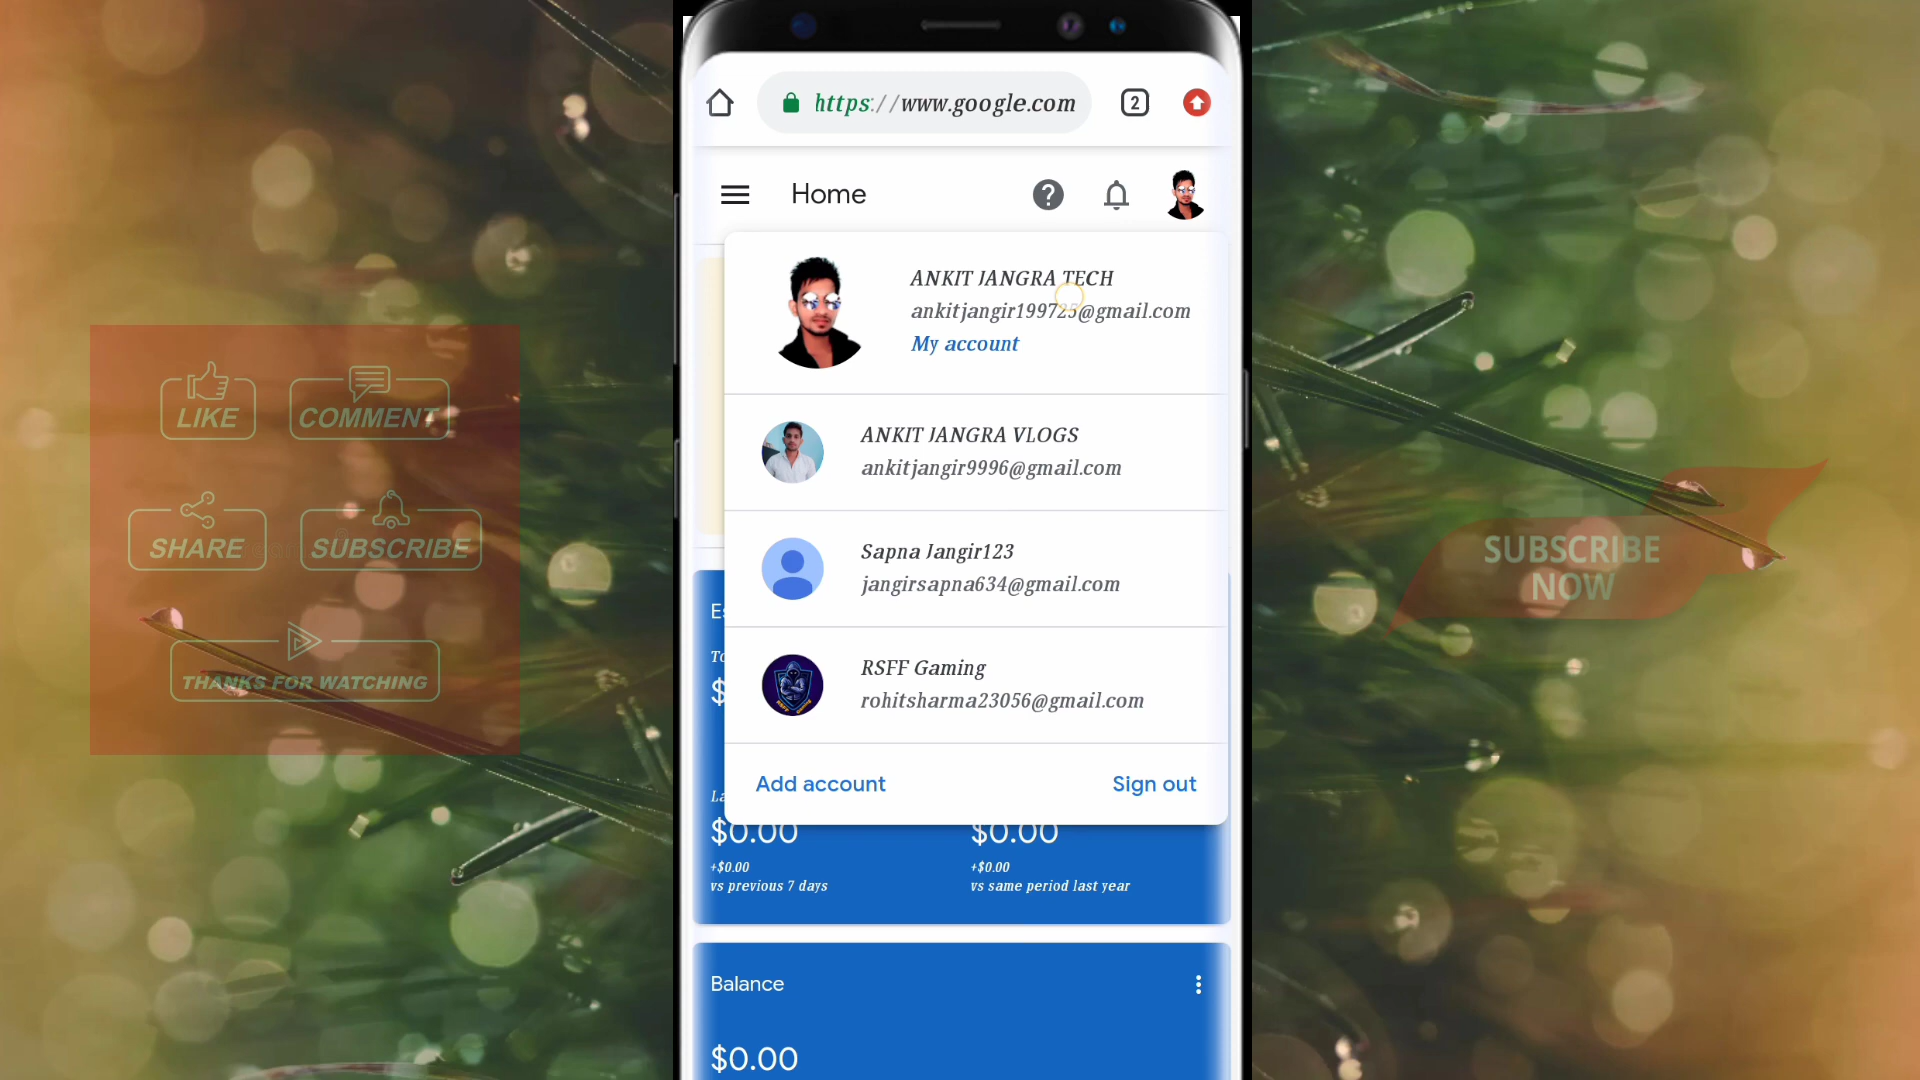 https://www.google.com
2
Home
ANKIT JANGRA TECH
ankitjangir199725@gmail.com
My account
ANKIT JANGRA VLOGS
ankitjangir9996@gmail.com
Sapna Jangir123
jangirsapna634@gmail.com
RSFF Gaming
rohitsharma23056@gmail.com
Add account
Sign out
$0.00
$0.00
+$0.00
+$0.00
vs previous 7 days
vs same period last year
Balance
$0.00
LIKE
COMMENT
SHARE
SUBSCRIBE
THANKS FOR WATCHING
SUBSCRIBE
NOW